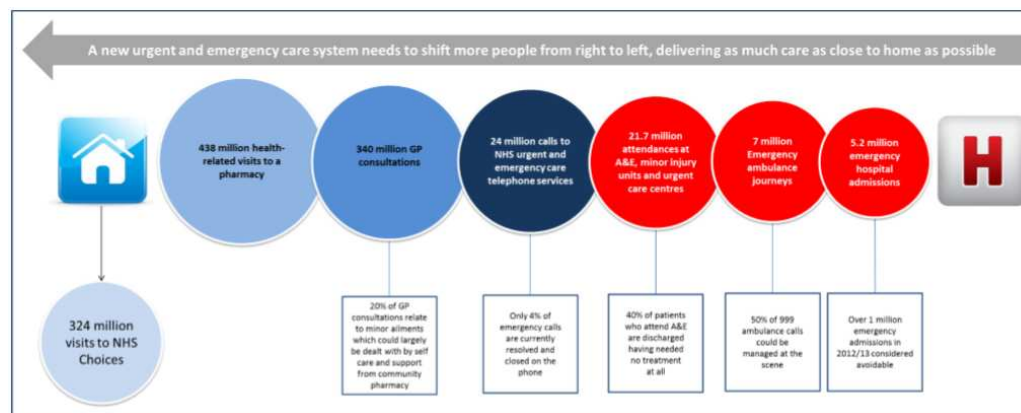 A new urgent and emergency care system needs to shift more people from right to left, delivering as much care as close to home as possible
438 million health-
related visits to a
pharmacy
340 million GP
consultations
24 million calls to
NHS urgent and
emergency care
telephone services
21.7 million
attendances at
A&E, minor injury
units and urgent
care centres
7 million
Emergency
ambulance
journeys
5.2 million
emergency
hospital
admissions
H
324 million
visits to NHS
Choices
20% of GP
consultations relate
to minor ailments
which could largely
be dealt with by self
care and support
from community
pharmacy
Only 4% of
emergency calls
are currently
resolved and
closed on the
phone
40% of patients
who attend A&E
are discharged
having needed
no treatment
at all
50% of 999
ambulance calls
could be
managed at the
scene
Over 1 million
emergency
admissions in
2012/13 considered
avoidable